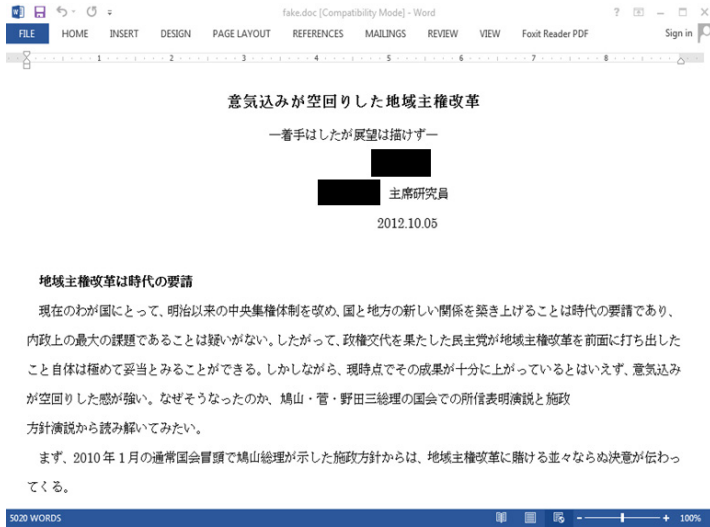 fake.doc [Compatibility Mode] - Word
FILE HOME INSERT DESIGN PAGE LAYOUT REFERENCES MAILINGS REVIEW VIEW Foxit Reader PDF Sign in
1 2 3 4 5 6 7 8
意気込みが空回りした地域主権改革
―着手はしたが展望は描けず―
主席研究員
2012.10.05
地域主権改革は時代の要請
現在のわが国にとって、明治以来の中央集権体制を改め、国と地方の新しい関係を築き上げることは時代の要請であり、
内政上の最大の課題であることは疑いがない。したがって、政権交代を果たした民主党が地域主権改革を前面に打ち出した
こと自体は極めて妥当とみることができる。しかしながら、現時点でその成果が十分に上がっているとはいえず、意気込み
が空回りした感が強い。なぜそうなったのか、鳩山・菅・野田三総理の国会での所信表明演説と施政
方針演説から読み解いてみたい。
まず、2010 年 1 月の通常国会冒頭で鳩山総理が示した施政方針からは、地域主権改革に賭ける並々ならぬ決意が伝わっ
てくる。
5020 WORDS 100%